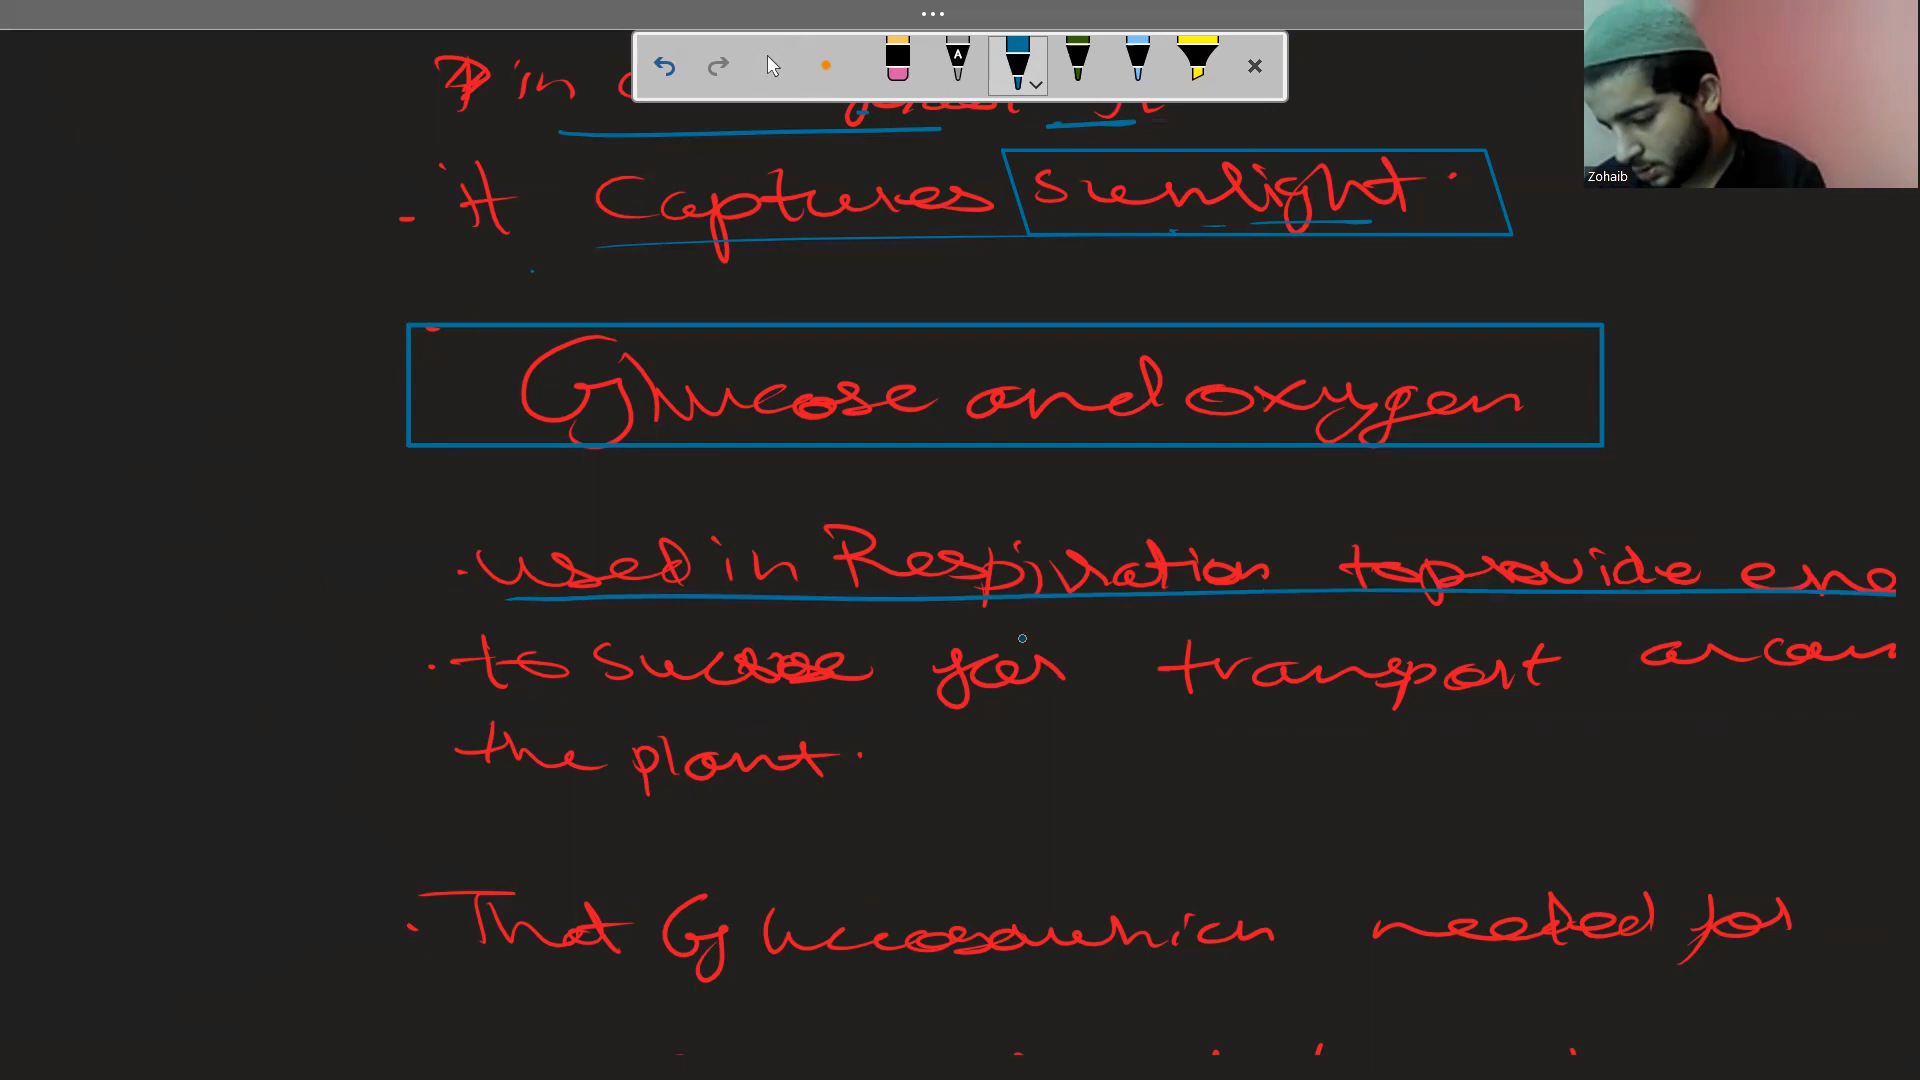 in
- it Captures sunlight.
Zohaib
Glucose and oxygen
. used in Respiration to provide ene
. to sucrose for transport aroun
the plant.
. That Glucose which needed for